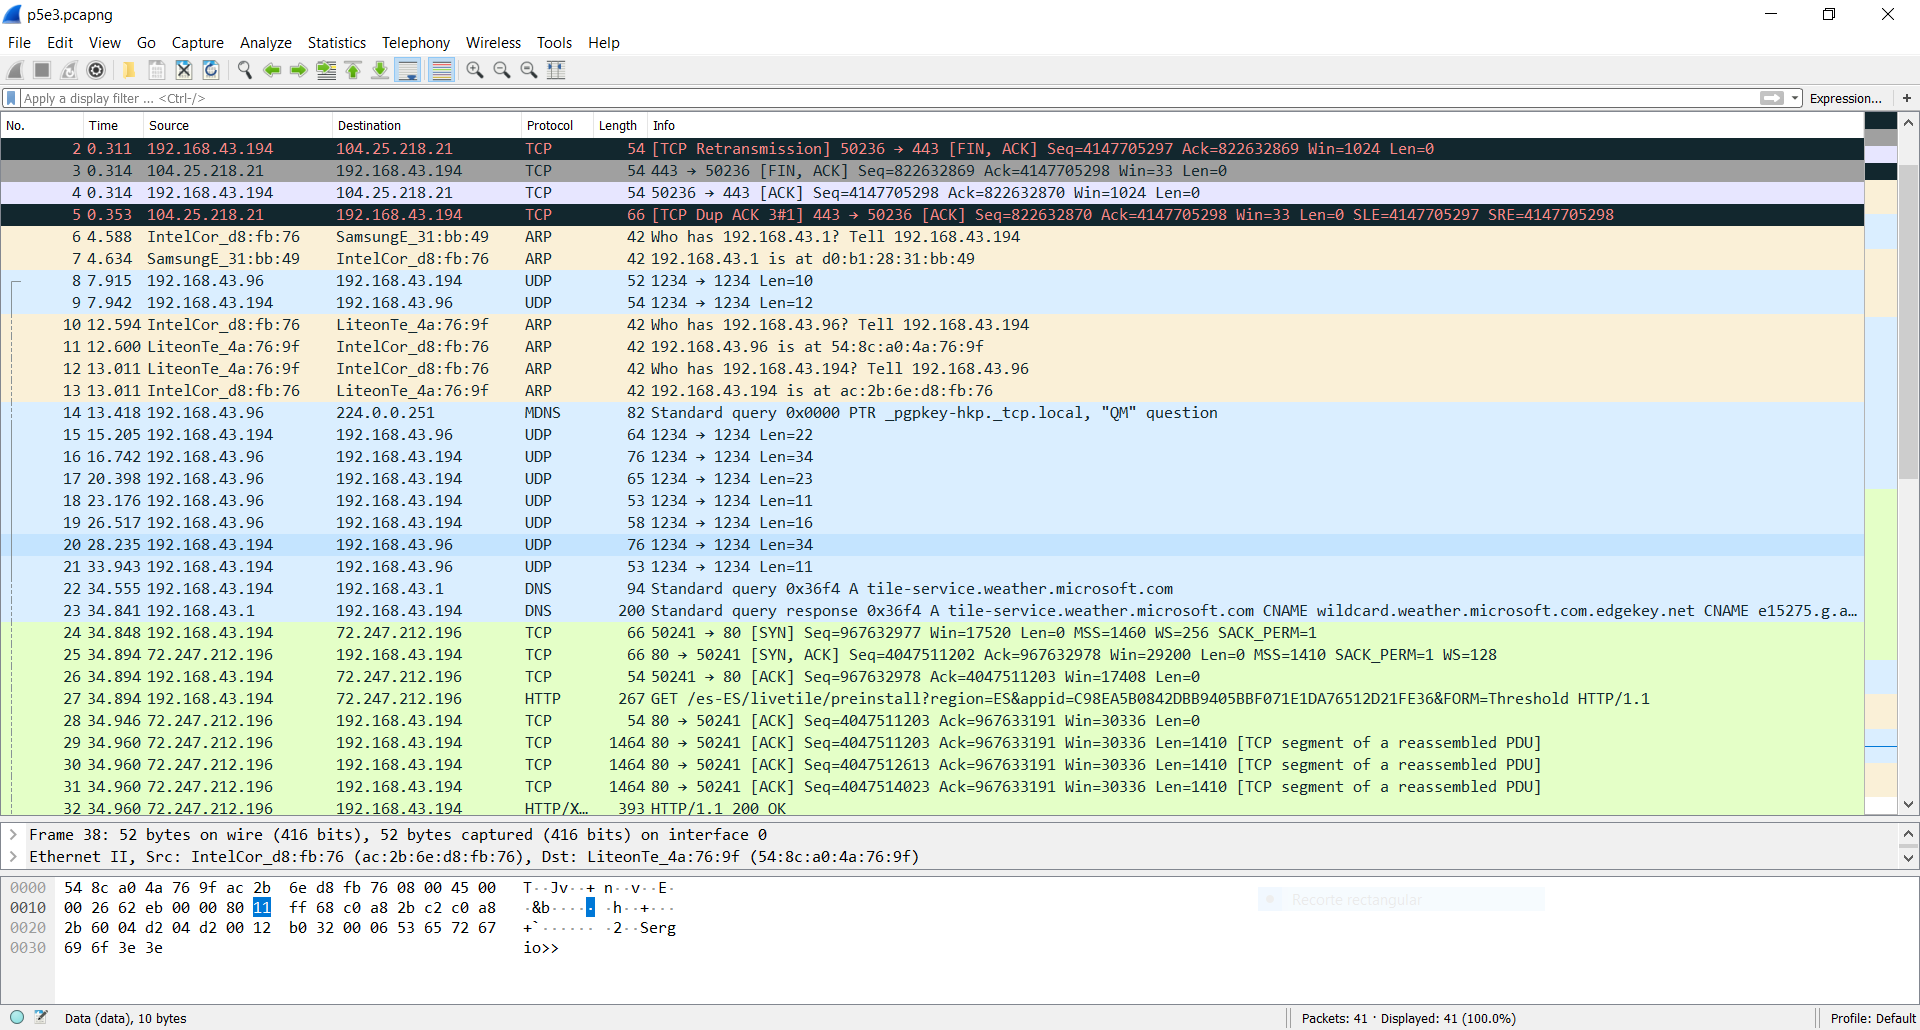 p5e3.pcapng
File Edit View Go Capture Analyze Statistics Telephony Wireless Tools Help
Apply a display filter ... <Ctrl-/> Expression... +
No. Time Source Destination Protocol Length Info
2 0.311 192.168.43.194 104.25.218.21 TCP 54 [TCP Retransmission] 50236 → 443 [FIN, ACK] Seq=4147705297 Ack=822632869 Win=1024 Len=0
3 0.314 104.25.218.21 192.168.43.194 TCP 54 443 → 50236 [FIN, ACK] Seq=822632869 Ack=4147705298 Win=33 Len=0
4 0.314 192.168.43.194 104.25.218.21 TCP 54 50236 → 443 [ACK] Seq=4147705298 Ack=822632870 Win=1024 Len=0
5 0.353 104.25.218.21 192.168.43.194 TCP 66 [TCP Dup ACK 3#1] 443 → 50236 [ACK] Seq=822632870 Ack=4147705298 Win=33 Len=0 SLE=4147705297 SRE=4147705298
6 4.588 IntelCor_d8:fb:76 SamsungE_31:bb:49 ARP 42 Who has 192.168.43.1? Tell 192.168.43.194
7 4.634 SamsungE_31:bb:49 IntelCor_d8:fb:76 ARP 42 192.168.43.1 is at d0:b1:28:31:bb:49
8 7.915 192.168.43.96 192.168.43.194 UDP 52 1234 → 1234 Len=10
9 7.942 192.168.43.194 192.168.43.96 UDP 54 1234 → 1234 Len=12
10 12.594 IntelCor_d8:fb:76 LiteonTe_4a:76:9f ARP 42 Who has 192.168.43.96? Tell 192.168.43.194
11 12.600 LiteonTe_4a:76:9f IntelCor_d8:fb:76 ARP 42 192.168.43.96 is at 54:8c:a0:4a:76:9f
12 13.011 LiteonTe_4a:76:9f IntelCor_d8:fb:76 ARP 42 Who has 192.168.43.194? Tell 192.168.43.96
13 13.011 IntelCor_d8:fb:76 LiteonTe_4a:76:9f ARP 42 192.168.43.194 is at ac:2b:6e:d8:fb:76
14 13.418 192.168.43.96 224.0.0.251 MDNS 82 Standard query 0x0000 PTR _pgpkey-hkp._tcp.local, "QM" question
15 15.205 192.168.43.194 192.168.43.96 UDP 64 1234 → 1234 Len=22
16 16.742 192.168.43.96 192.168.43.194 UDP 76 1234 → 1234 Len=34
17 20.398 192.168.43.96 192.168.43.194 UDP 65 1234 → 1234 Len=23
18 23.176 192.168.43.96 192.168.43.194 UDP 53 1234 → 1234 Len=11
19 26.517 192.168.43.96 192.168.43.194 UDP 58 1234 → 1234 Len=16
20 28.235 192.168.43.194 192.168.43.96 UDP 76 1234 → 1234 Len=34
21 33.943 192.168.43.194 192.168.43.96 UDP 53 1234 → 1234 Len=11
22 34.555 192.168.43.194 192.168.43.1 DNS 94 Standard query 0x36f4 A tile-service.weather.microsoft.com
23 34.841 192.168.43.1 192.168.43.194 DNS 200 Standard query response 0x36f4 A tile-service.weather.microsoft.com CNAME wildcard.weather.microsoft.com.edgekey.net CNAME e15275.g.a…
24 34.848 192.168.43.194 72.247.212.196 TCP 66 50241 → 80 [SYN] Seq=967632977 Win=17520 Len=0 MSS=1460 WS=256 SACK_PERM=1
25 34.894 72.247.212.196 192.168.43.194 TCP 66 80 → 50241 [SYN, ACK] Seq=4047511202 Ack=967632978 Win=29200 Len=0 MSS=1410 SACK_PERM=1 WS=128
26 34.894 192.168.43.194 72.247.212.196 TCP 54 50241 → 80 [ACK] Seq=967632978 Ack=4047511203 Win=17408 Len=0
27 34.894 192.168.43.194 72.247.212.196 HTTP 267 GET /es-ES/livetile/preinstall?region=ES&appid=C98EA5B0842DBB9405BBF071E1DA76512D21FE36&FORM=Threshold HTTP/1.1
28 34.946 72.247.212.196 192.168.43.194 TCP 54 80 → 50241 [ACK] Seq=4047511203 Ack=967633191 Win=30336 Len=0
29 34.960 72.247.212.196 192.168.43.194 TCP 1464 80 → 50241 [ACK] Seq=4047511203 Ack=967633191 Win=30336 Len=1410 [TCP segment of a reassembled PDU]
30 34.960 72.247.212.196 192.168.43.194 TCP 1464 80 → 50241 [ACK] Seq=4047512613 Ack=967633191 Win=30336 Len=1410 [TCP segment of a reassembled PDU]
31 34.960 72.247.212.196 192.168.43.194 TCP 1464 80 → 50241 [ACK] Seq=4047514023 Ack=967633191 Win=30336 Len=1410 [TCP segment of a reassembled PDU]
32 34.960 72.247.212.196 192.168.43.194 HTTP/X… 393 HTTP/1.1 200 OK
Frame 38: 52 bytes on wire (416 bits), 52 bytes captured (416 bits) on interface 0
Ethernet II, Src: IntelCor_d8:fb:76 (ac:2b:6e:d8:fb:76), Dst: LiteonTe_4a:76:9f (54:8c:a0:4a:76:9f)
0000 54 8c a0 4a 76 9f ac 2b 6e d8 fb 76 08 00 45 00 T··Jv··+ n··v··E·
0010 00 26 62 eb 00 00 80 11 ff 68 c0 a8 2b c2 c0 a8 ·&b····· ·h··+···
0020 2b 60 04 d2 04 d2 00 12 b0 32 00 06 53 65 72 67 +`······ ·2··Serg
0030 69 6f 3e 3e io>>
Recorte rectangular
Data (data), 10 bytes Packets: 41 · Displayed: 41 (100.0%) Profile: Default